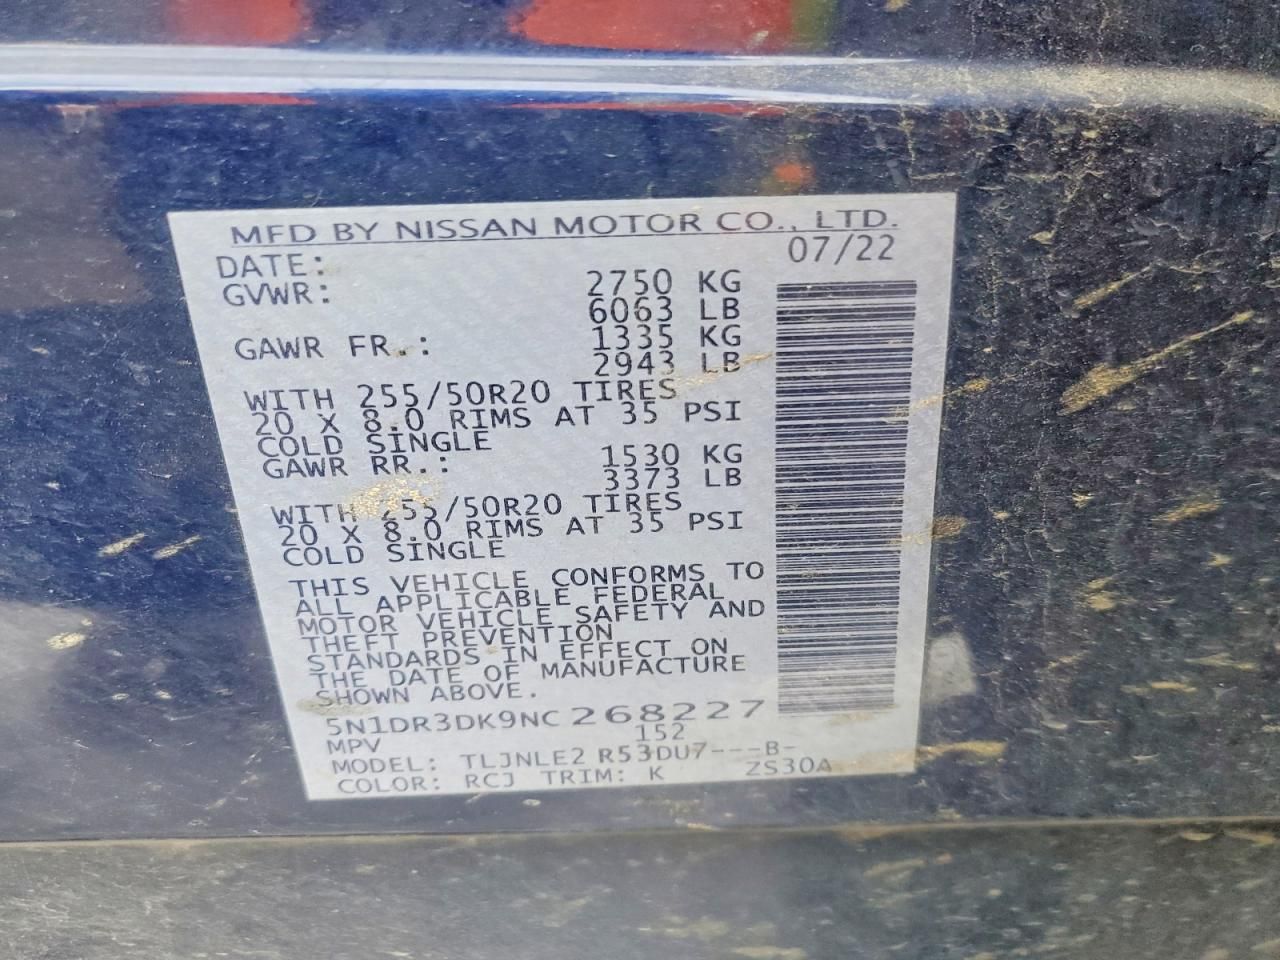 MFD BY NISSAN MOTOR CO., LTD.
DATE: 07/22
GVWR: 2750 KG
6063 LB
GAWR FR.: 1335 KG
2943 LB
WITH 255/50R20 TIRES
20 X 8.0 RIMS AT 35 PSI
COLD SINGLE
GAWR RR.: 1530 KG
3373 LB
WITH 255/50R20 TIRES
20 X 8.0 RIMS AT 35 PSI
COLD SINGLE
THIS VEHICLE CONFORMS TO
ALL APPLICABLE FEDERAL
MOTOR VEHICLE SAFETY AND
THEFT PREVENTION
STANDARDS IN EFFECT ON
THE DATE OF MANUFACTURE
SHOWN ABOVE.
5N1DR3DK9NC268227
MPV 152
MODEL: TLJNLE2 R53DU7---B-
COLOR: RCJ TRIM: K ZS30A